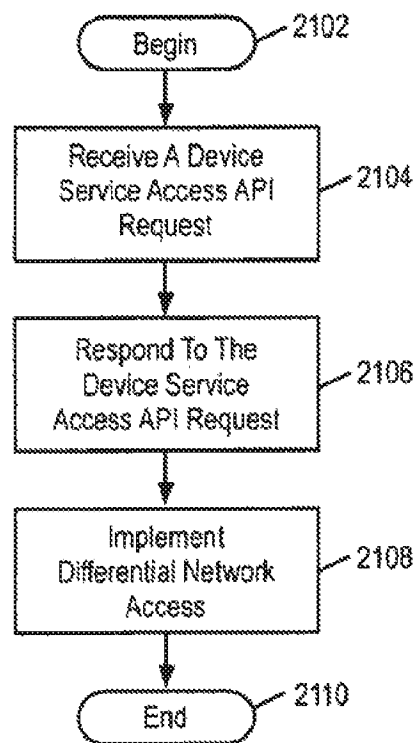 Begin
2102
Receive A Device
Service Access API
Request
2104
Respond To The
Device Service
Access API Request
2106
Implement
Differential Network
Access
2108
End
2110